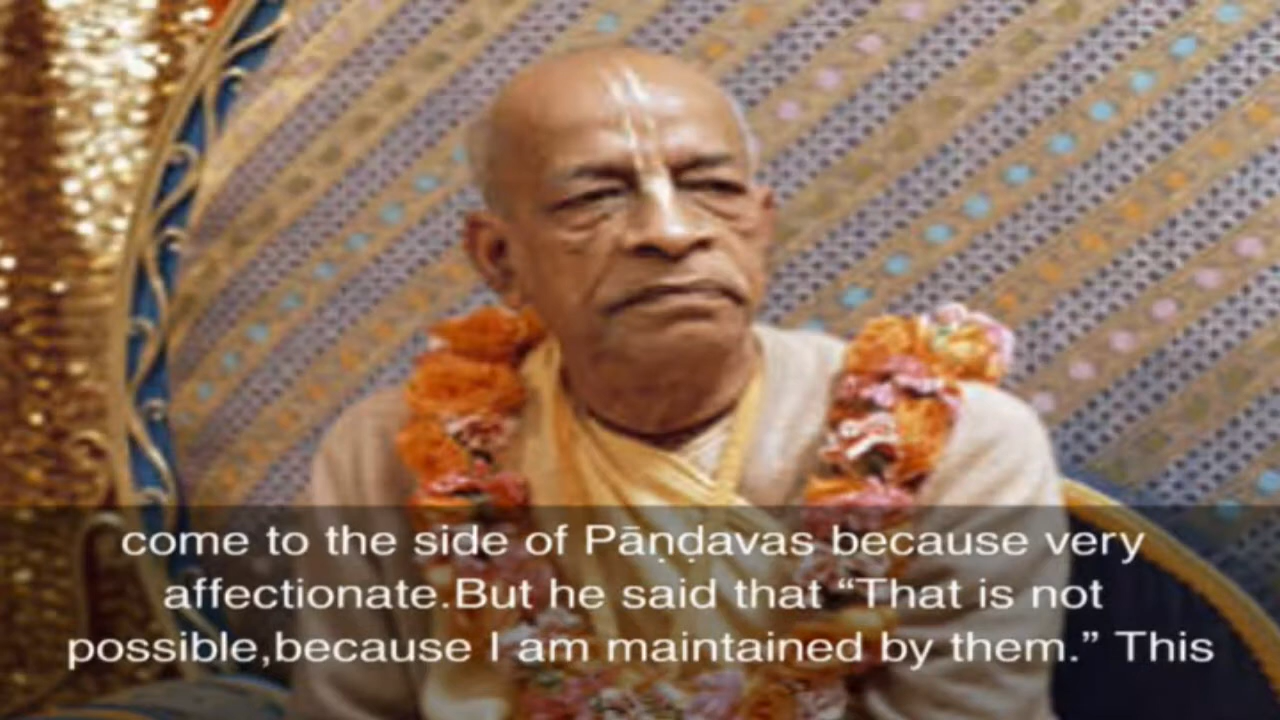 come to the side of Pāṇḍavas because very
affectionate.But he said that “That is not
possible,because I am maintained by them.” This